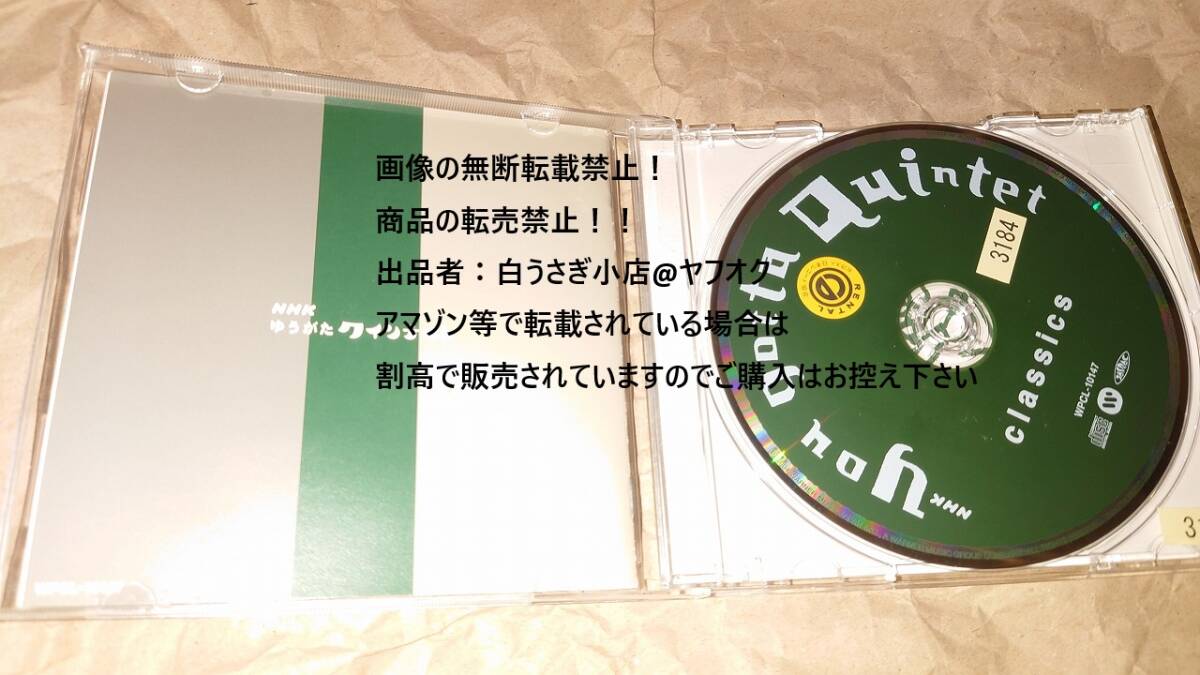 画像の無断転載禁止！
商品の転売禁止！！
出品者：白うさぎ小店@ヤフオク
アマゾン等で転載されている場合は
割高で販売されていますのでご購入はお控え下さい
NHK
ゆうがた クインテ
NHK
You gata Quintet
classics
3184
RENTAL
WPCL-10147